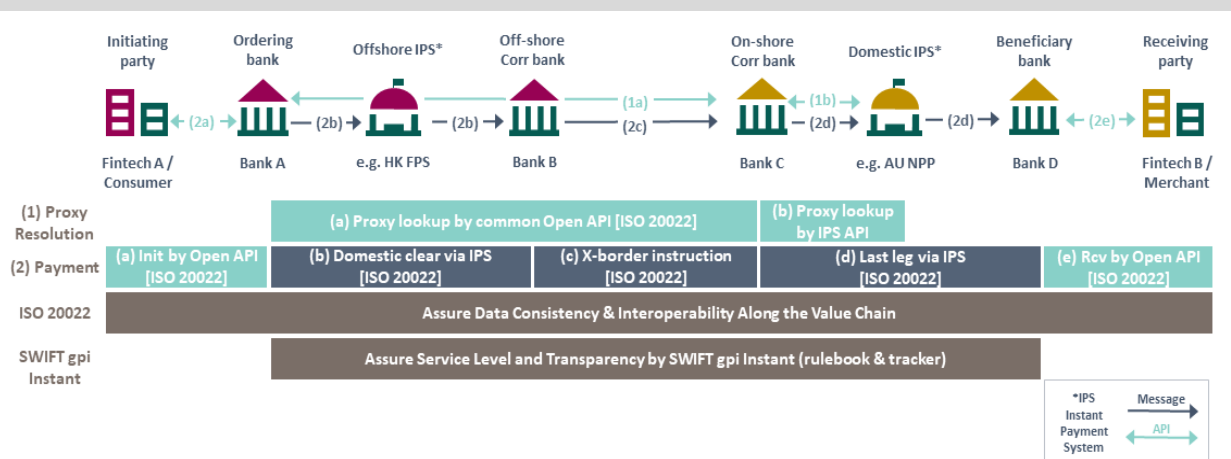 Initiating
party
Ordering
bank
Offshore IPS*
Off-shore
Corr bank
On-shore
Corr bank
Domestic IPS*
Beneficiary
bank
Receiving
party
(2a)
(2b)
(2b)
(1a)
(2c)
(1b)
(2d)
(2d)
(2e)
Fintech A /
Consumer
Bank A
e.g. HK FPS
Bank B
Bank C
e.g. AU NPP
Bank D
Fintech B /
Merchant
(1) Proxy
Resolution
(a) Proxy lookup by common Open API [ISO 20022]
(b) Proxy lookup
by IPS API
(2) Payment
(a) Init by Open API
[ISO 20022]
(b) Domestic clear via IPS
[ISO 20022]
(c) X-border instruction
[ISO 20022]
(d) Last leg via IPS
[ISO 20022]
(e) Rcv by Open API
[ISO 20022]
ISO 20022
Assure Data Consistency & Interoperability Along the Value Chain
SWIFT gpi
Instant
Assure Service Level and Transparency by SWIFT gpi Instant (rulebook & tracker)
*IPS
Instant
Payment
System
Message
API